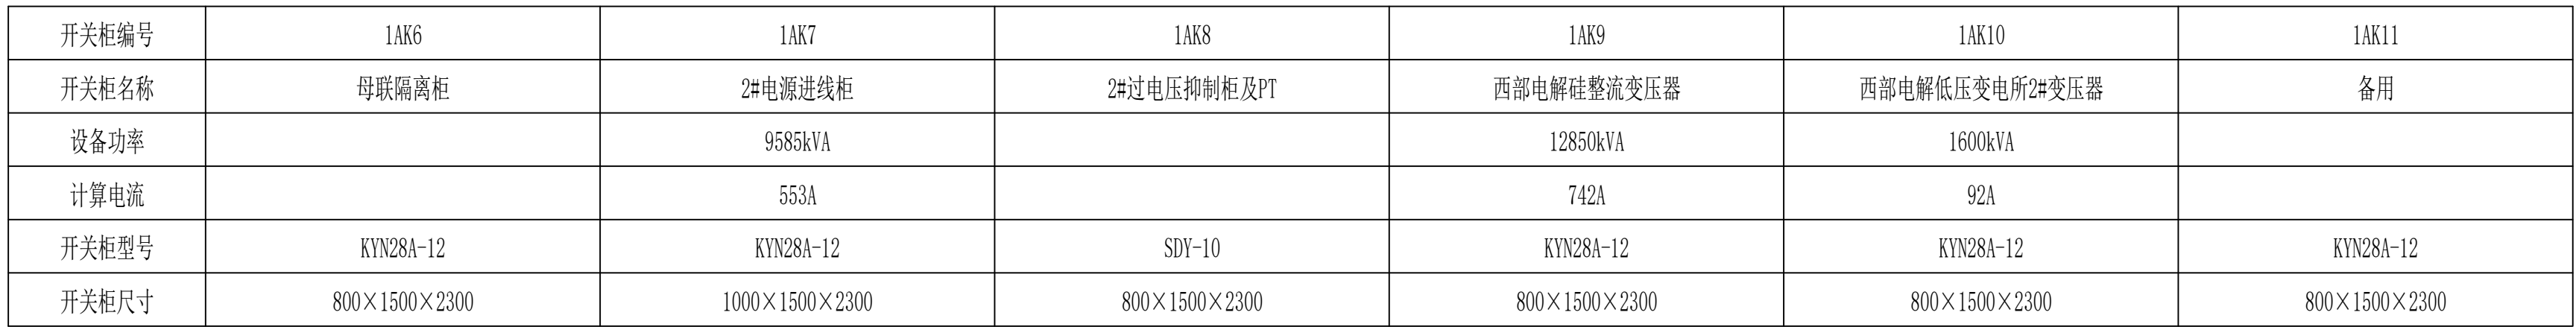 开关柜编号 1AK6 1AK7 1AK8 1AK9 1AK10 1AK11
开关柜名称 母联隔离柜 2#电源进线柜 2#过电压抑制柜及PT 西部电解硅整流变压器 西部电解低压变电所2#变压器 备用
设备功率 9585kVA 12850kVA 1600kVA
计算电流 553A 742A 92A
开关柜型号 KYN28A-12 KYN28A-12 SDY-10 KYN28A-12 KYN28A-12 KYN28A-12
开关柜尺寸 800×1500×2300 1000×1500×2300 800×1500×2300 800×1500×2300 800×1500×2300 800×1500×2300